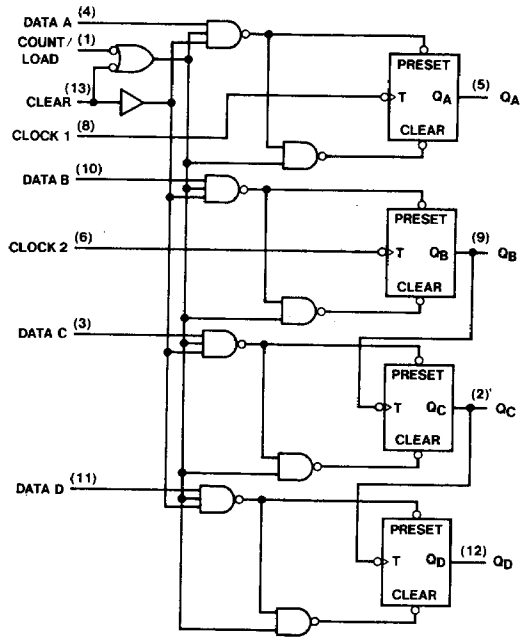 DATA A (4)
COUNT/ (1)
LOAD
PRESET
T QA (5) QA
CLEAR
CLEAR (13)
CLOCK 1 (8)
DATA B (10)
PRESET
CLOCK 2 (6)
T QB (9) QB
CLEAR
DATA C (3)
PRESET
T QC (2)' QC
CLEAR
DATA D (11)
PRESET
T QD (12) QD
CLEAR